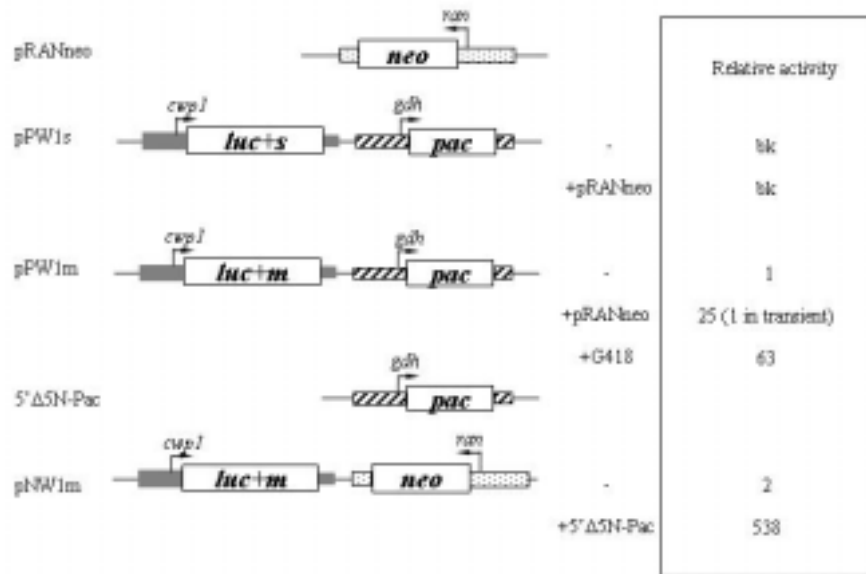 ran
pRANneo
neo
Relative activity
cwp1 gdh
pPW1s
luc+s pac
- bk
+pRANneo bk
cwp1 gdh
pPW1m
luc+m pac
- 1
+pRANneo 25 (1 in transient)
+G418 63
gdh
5'Δ5N-Pac
pac
cwp1 ran
pNW1m
luc+m neo
- 2
+5'Δ5N-Pac 538